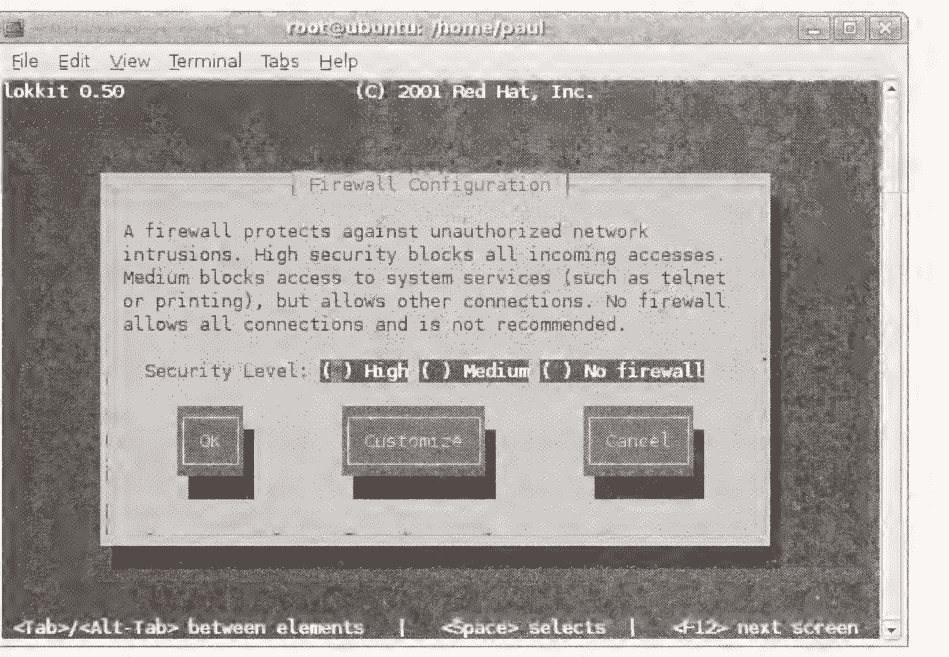 root@ubuntu: /home/paul
File Edit View Terminal Tabs Help
lokkit 0.50 (C) 2001 Red Hat, Inc.
Firewall Configuration
A firewall protects against unauthorized network
intrusions. High security blocks all incoming accesses.
Medium blocks access to system services (such as telnet
or printing), but allows other connections. No firewall
allows all connections and is not recommended.
Security Level: ( ) High ( ) Medium ( ) No firewall
Ok Customize Cancel
<Tab>/<Alt-Tab> between elements | <Space> selects | <F12> next screen